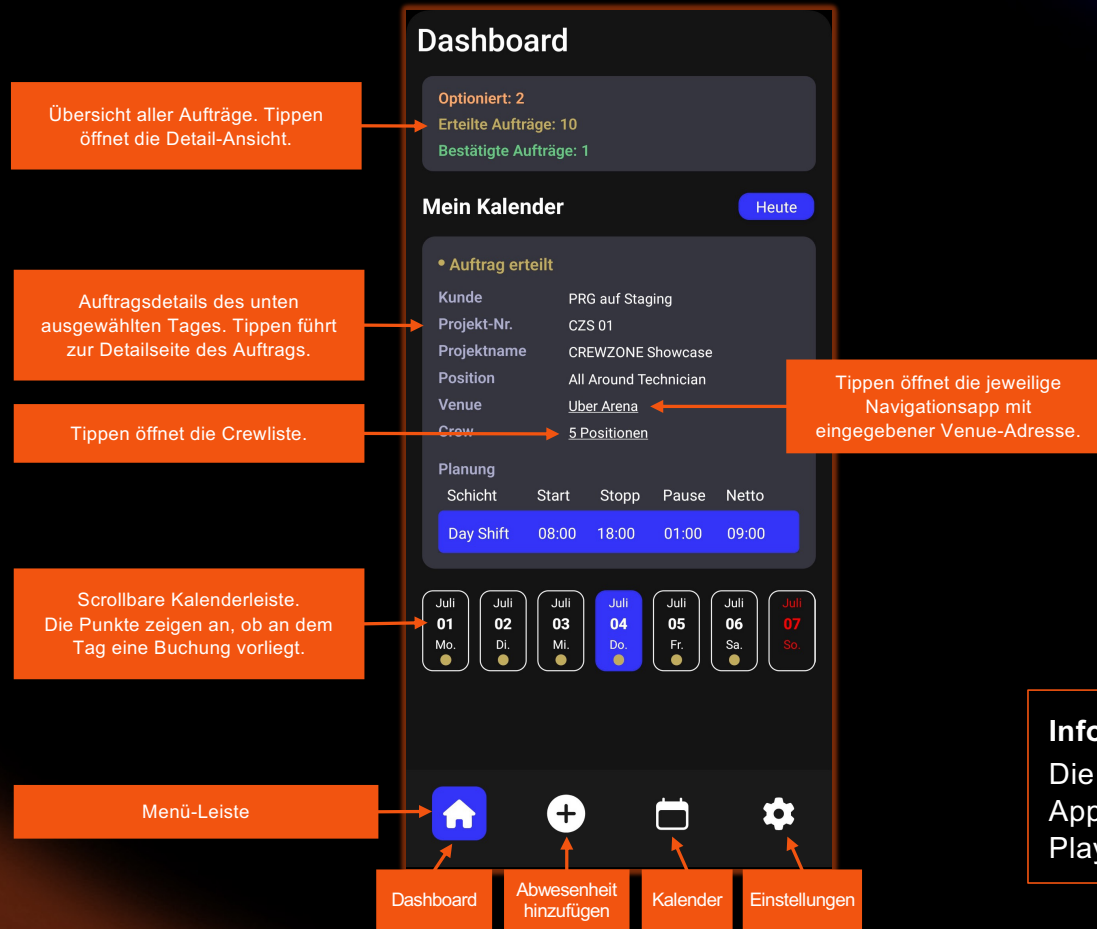 Dashboard
Optioniert: 2
Erteilte Aufträge: 10
Bestätigte Aufträge: 1
Übersicht aller Aufträge. Tippen
öffnet die Detail-Ansicht.
Mein Kalender
Heute
Auftrag erteilt
Kunde PRG auf Staging
Projekt-Nr. CZS 01
Projektname CREWZONE Showcase
Position All Around Technician
Venue Uber Arena
Crew 5 Positionen
Auftragsdetails des unten
ausgewählten Tages. Tippen führt
zur Detailseite des Auftrags.
Tippen öffnet die jeweilige
Navigationsapp mit
eingegebener Venue-Adresse.
Tippen öffnet die Crewliste.
Planung
Schicht Start Stopp Pause Netto
Day Shift 08:00 18:00 01:00 09:00
Scrollbare Kalenderleiste.
Die Punkte zeigen an, ob an dem
Tag eine Buchung vorliegt.
Juli Juli Juli Juli Juli Juli Juli
01 02 03 04 05 06 07
Mo. Di. Mi. Do. Fr. Sa. So.
Info
Die
App
Play
Menü-Leiste
Dashboard
Abwesenheit
hinzufügen
Kalender
Einstellungen